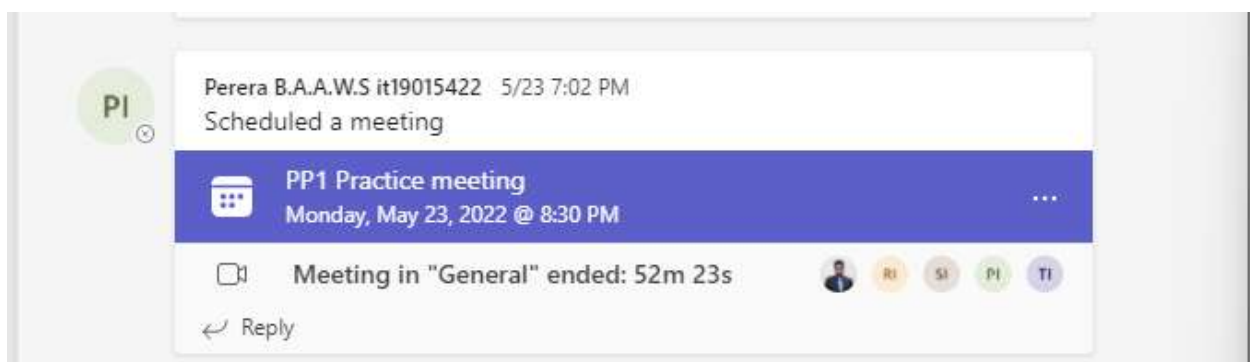 PI
Perera B.A.A.W.S it19015422 5/23 7:02 PM
Scheduled a meeting
PP1 Practice meeting
Monday, May 23, 2022 @ 8:30 PM
...
Meeting in "General" ended: 52m 23s RI SI PI TI
Reply